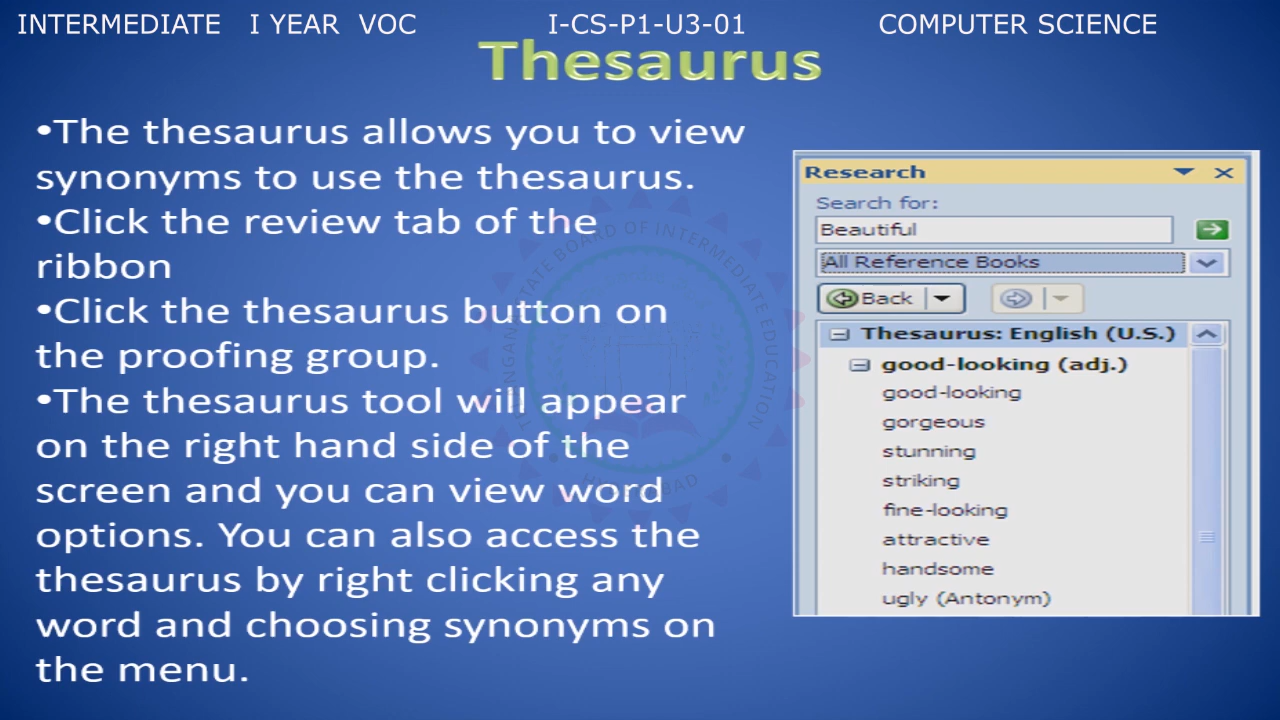 INTERMEDIATE I YEAR VOC I-CS-P1-U3-01 COMPUTER SCIENCE
Thesaurus
•The thesaurus allows you to view
synonyms to use the thesaurus.
•Click the review tab of the
ribbon
•Click the thesaurus button on
the proofing group.
•The thesaurus tool will appear
on the right hand side of the
screen and you can view word
options. You can also access the
thesaurus by right clicking any
word and choosing synonyms on
the menu.
Research
Search for:
Beautiful
All Reference Books
Back
Thesaurus: English (U.S.)
good-looking (adj.)
good-looking
gorgeous
stunning
striking
fine-looking
attractive
handsome
ugly (Antonym)
STATE BOARD OF INTERMEDIATE EDUCATION